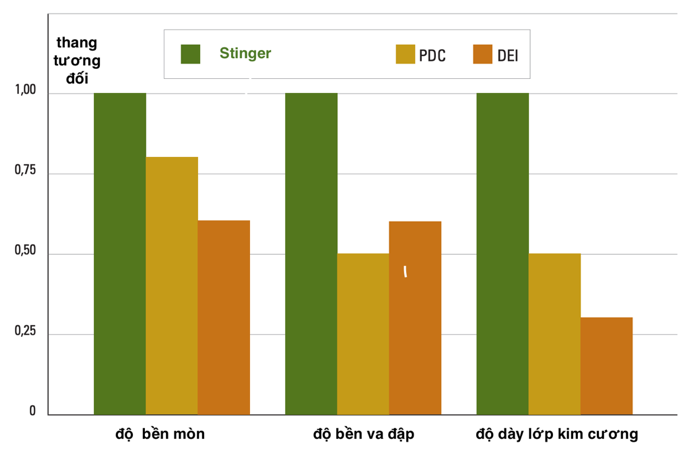 thang
tương
đối
Stinger
PDC
DEI
1,00
0,75
0,50
0,25
0
độ bền mòn
độ bền va đập
độ dày lớp kim cương